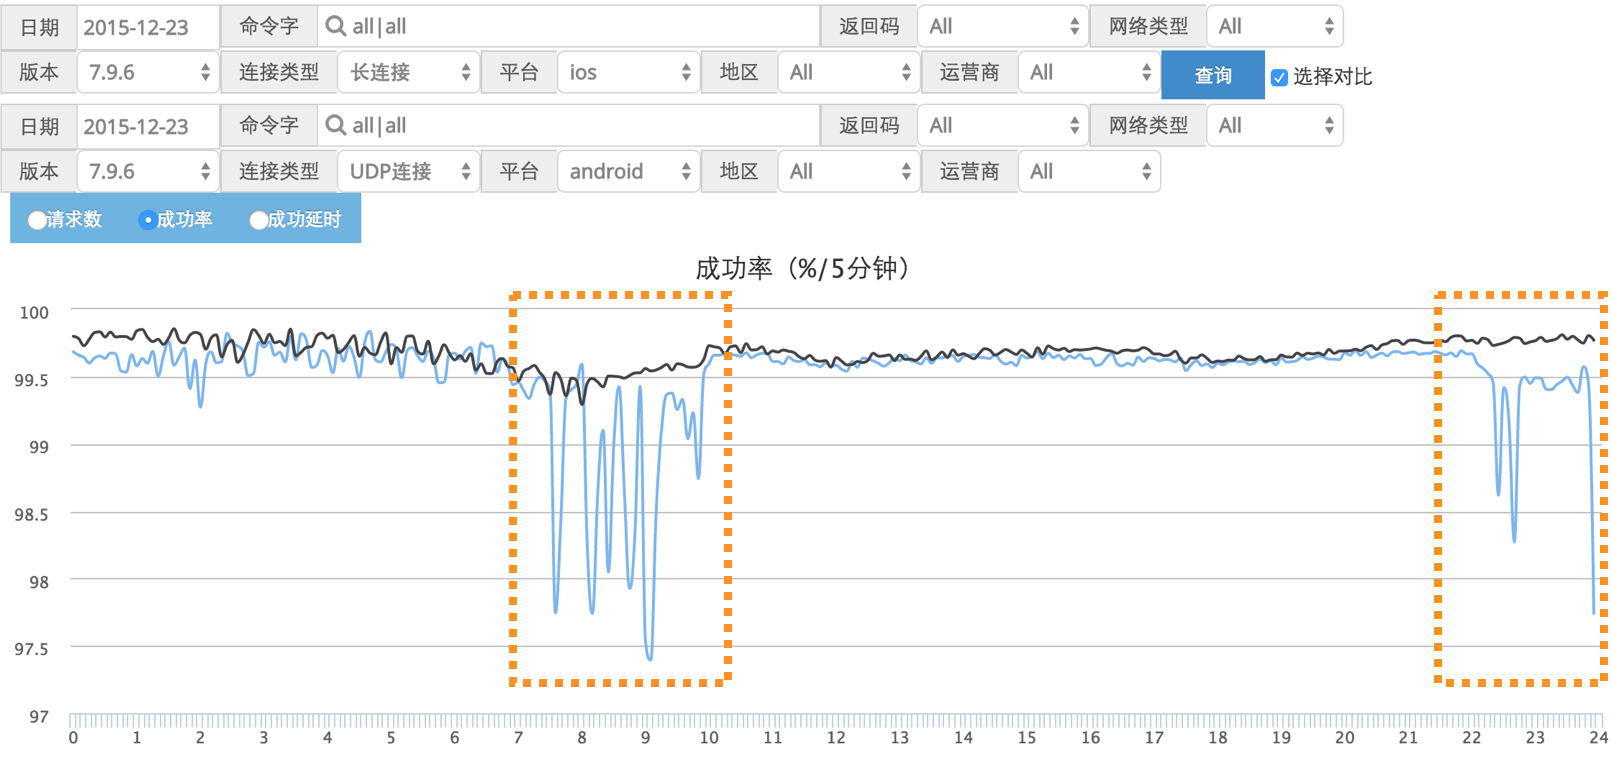 日期 2015-12-23 命令字 all|all 返回码 All 网络类型 All
版本 7.9.6 连接类型 长连接 平台 ios 地区 All 运营商 All 查询 选择对比
日期 2015-12-23 命令字 all|all 返回码 All 网络类型 All
版本 7.9.6 连接类型 UDP连接 平台 android 地区 All 运营商 All
请求数 成功率 成功延时
成功率（%/5分钟）
100
99.5
99
98.5
98
97.5
97
0 1 2 3 4 5 6 7 8 9 10 11 12 13 14 15 16 17 18 19 20 21 22 23 24